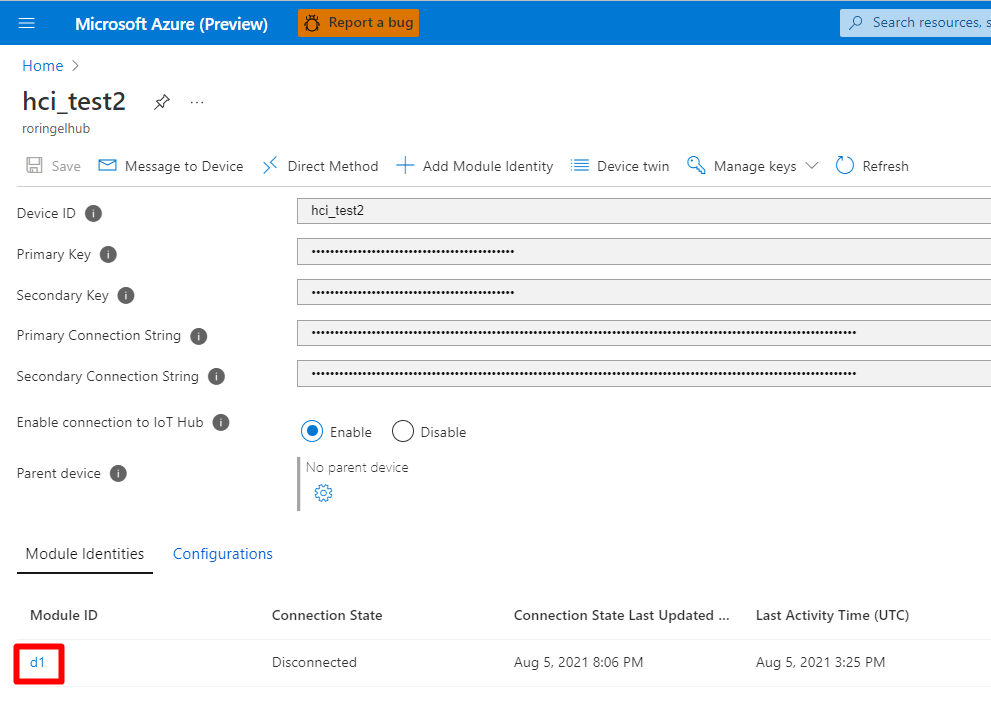 Microsoft Azure (Preview) Report a bug Search resources, s
Home
hci_test2 ...
roringelhub
Save Message to Device Direct Method Add Module Identity Device twin Manage keys Refresh
Device ID hci_test2
Primary Key ••••••••••••••••••••••••••••••••••••••••••••
Secondary Key ••••••••••••••••••••••••••••••••••••••••••••
Primary Connection String
Secondary Connection String
Enable connection to IoT Hub Enable Disable
Parent device No parent device
Module Identities Configurations
Module ID Connection State Connection State Last Updated ... Last Activity Time (UTC)
d1 Disconnected Aug 5, 2021 8:06 PM Aug 5, 2021 3:25 PM